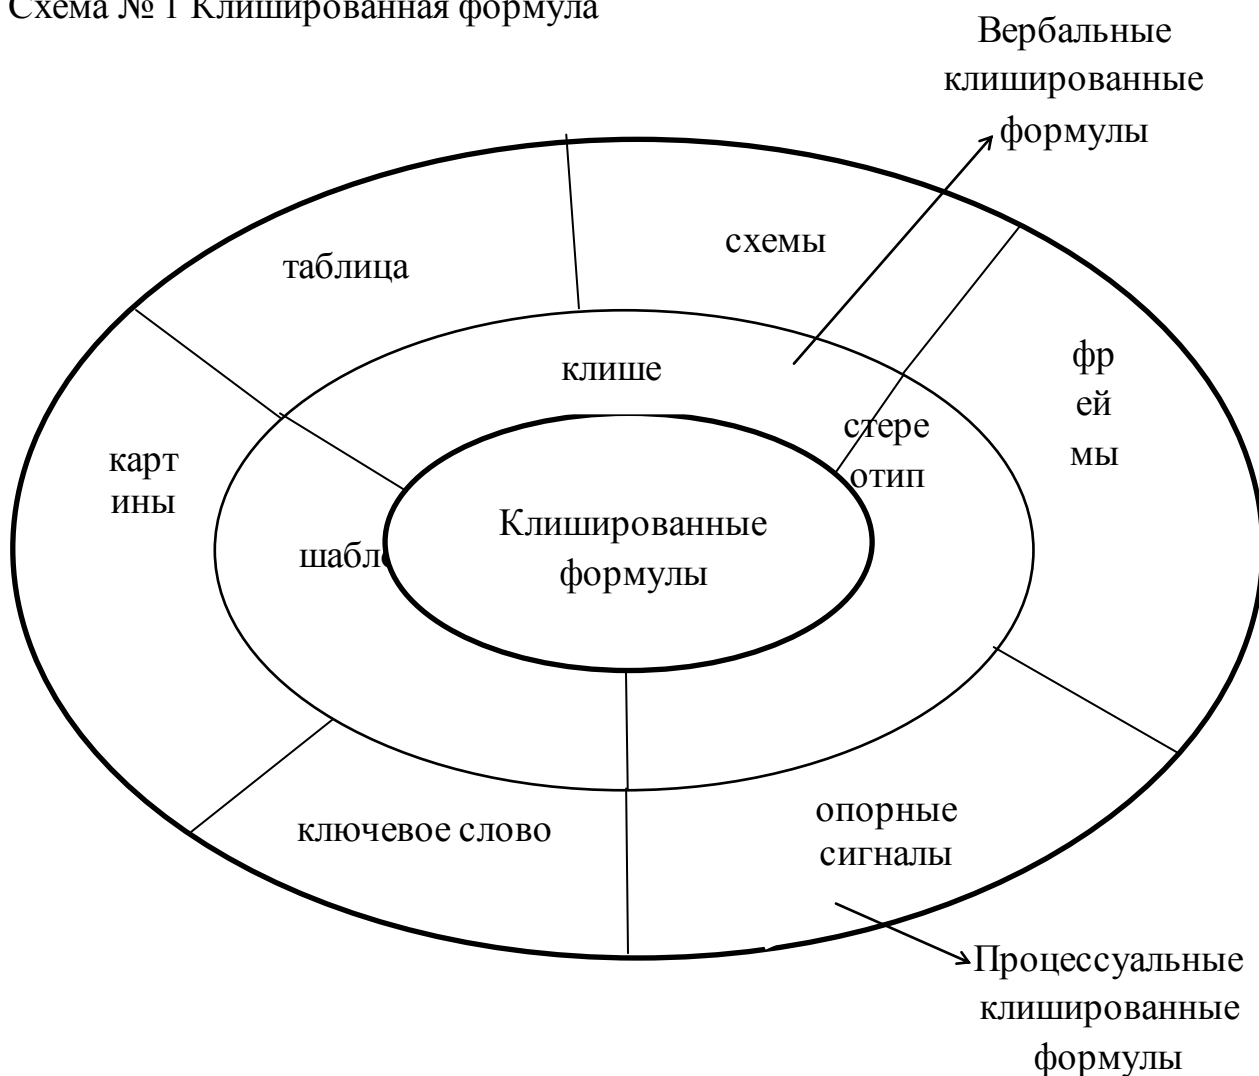 Схема № 1 Клишированная формула
Вербальные
клишированные
формулы
таблица
схемы
клише
фр
ей
мы
стере
отип
карт
ины
Клишированные
формулы
шабл
ключевое слово
опорные
сигналы
Процессуальные
клишированные
формулы